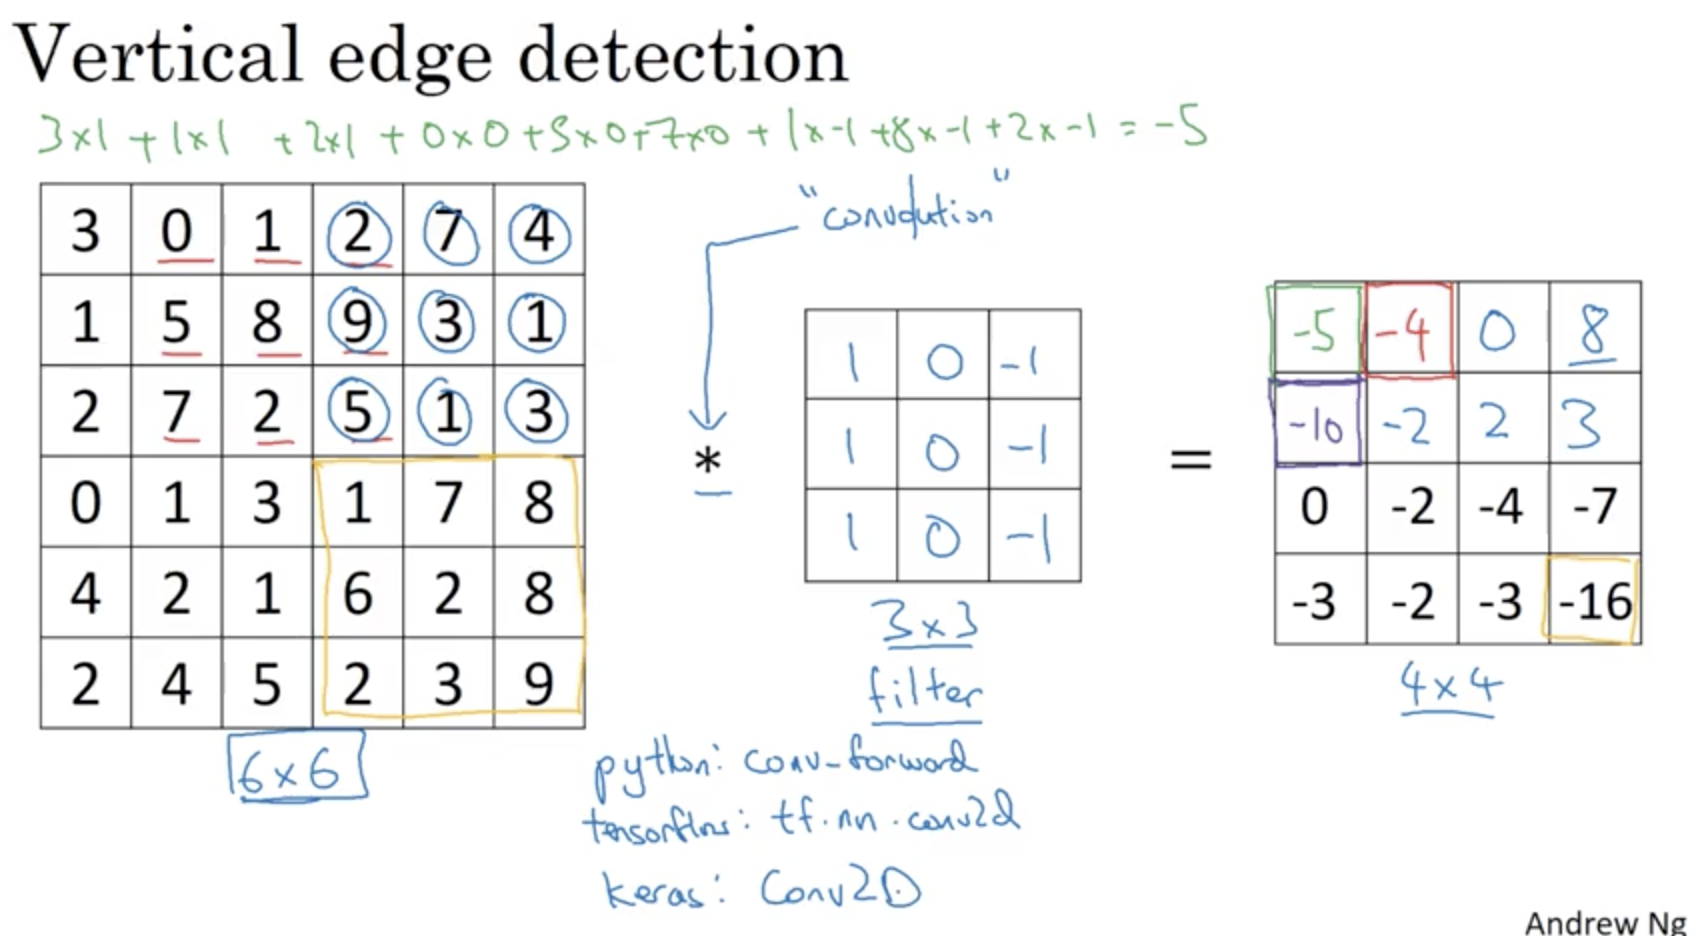 Vertical edge detection
3x1 + 1x1 + 2x1 + 0x0 + 5x0 + 7x0 + 1x-1 + 8x-1 + 2x-1 = -5
3 0 1 2 7 4
1 5 8 9 3 1
2 7 2 5 1 3
0 1 3 1 7 8
4 2 1 6 2 8
2 4 5 2 3 9
6x6
"convolution"
*
1 0 -1
1 0 -1
1 0 -1
3x3
filter
=
-5 -4 0 8
-10 -2 2 3
0 -2 -4 -7
-3 -2 -3 -16
4x4
python: conv-forward
tensorflow: tf.nn.conv2d
keras: Conv2D
Andrew Ng